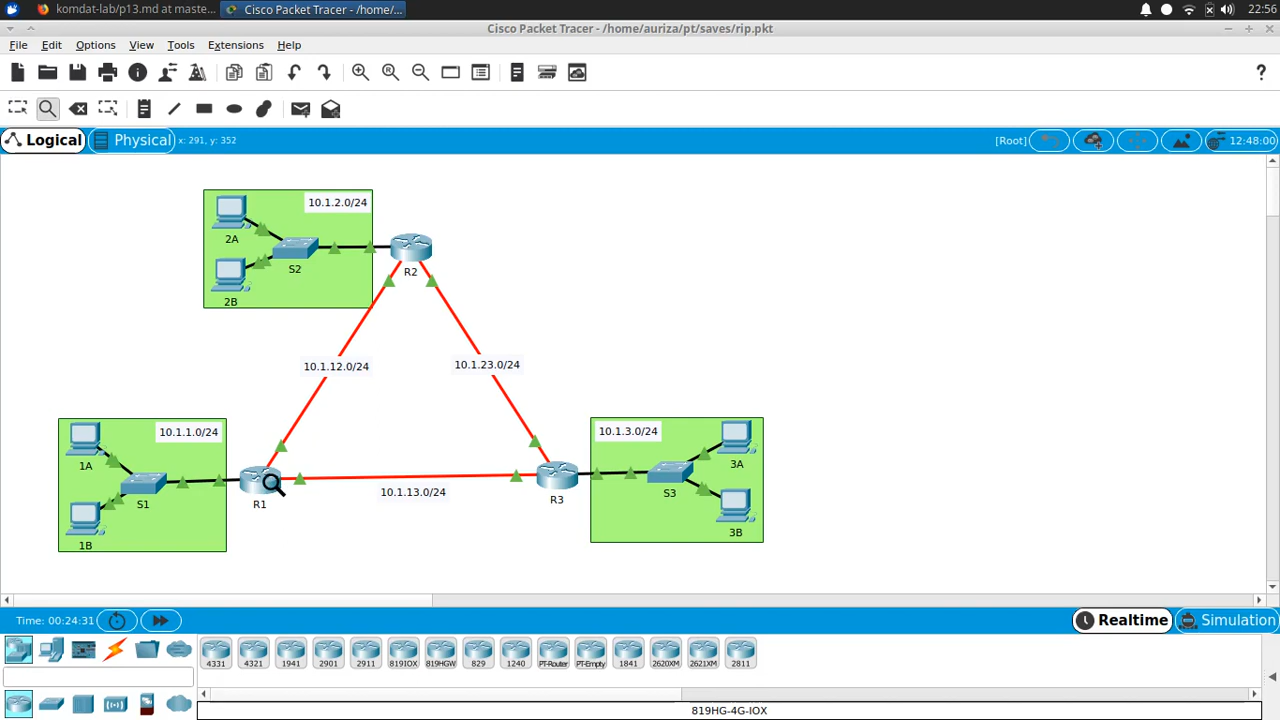 komdat-lab/p13.md at maste...
Cisco Packet Tracer - /home/...
22:56
Cisco Packet Tracer - /home/auriza/pt/saves/rip.pkt
File Edit Options View Tools Extensions Help
Logical Physical x: 291, y: 352 [Root] 12:48:00
10.1.2.0/24
2A
S2
R2
2B
10.1.12.0/24
10.1.23.0/24
10.1.1.0/24
10.1.3.0/24
1A
3A
S1
R1
10.1.13.0/24
R3
S3
1B
3B
Time: 00:24:31
Realtime Simulation
4331 4321 1941 2901 2911 819IOX 819HGW 829 1240 PT-Router PT-Empty 1841 2620XM 2621XM 2811
819HG-4G-IOX